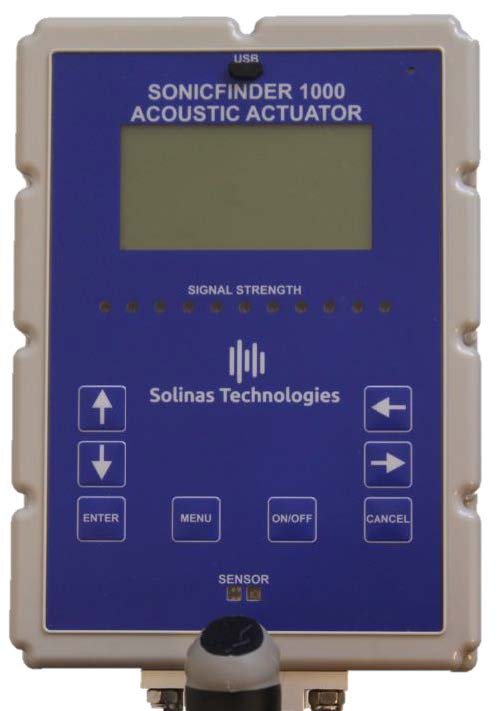 USB
SONICFINDER 1000
ACOUSTIC ACTUATOR
SIGNAL STRENGTH
Solinas Technologies
ENTER
MENU
ON/OFF
CANCEL
SENSOR